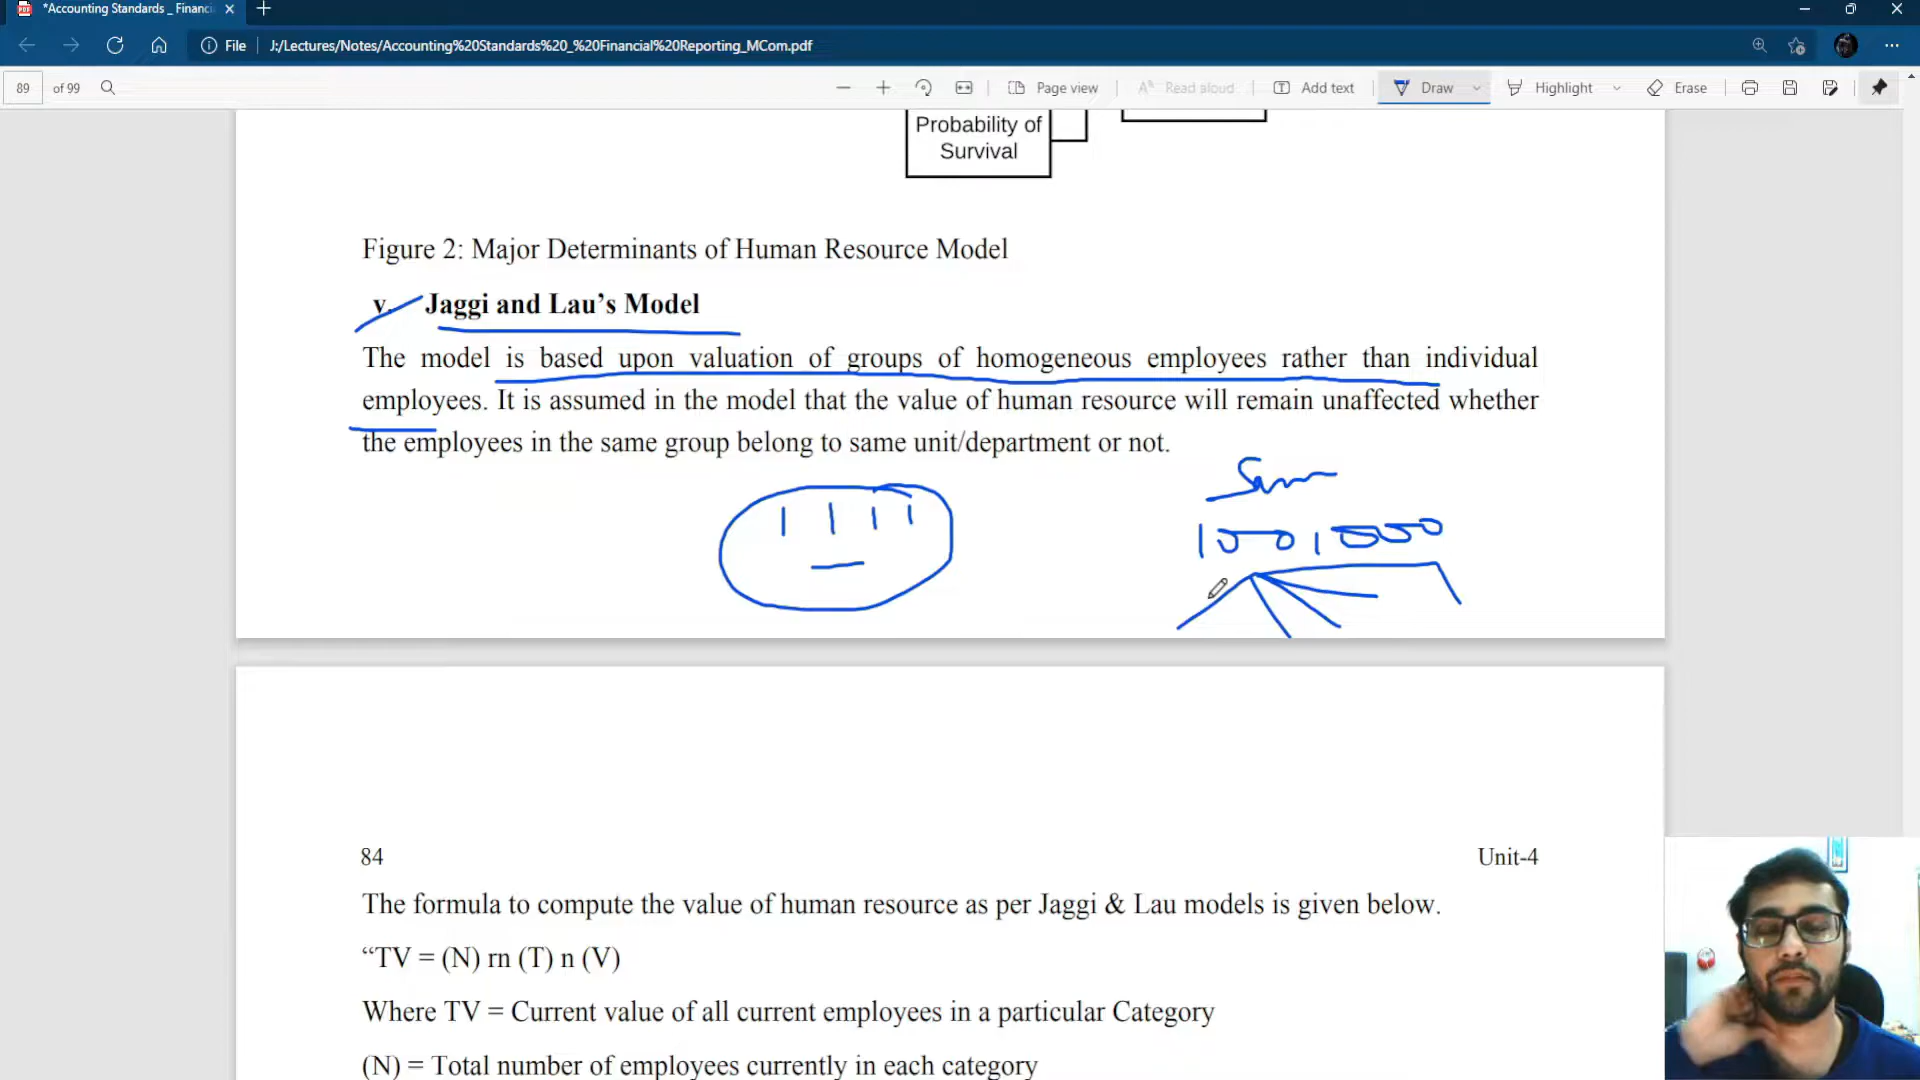 *Accounting Standards _ Financi
File J:/Lectures/Notes/Accounting%20Standards%20_%20Financial%20Reporting_MCom.pdf
89 of 99 Page view Read aloud Add text Draw Highlight Erase
Probability of
Survival
Figure 2: Major Determinants of Human Resource Model
v. Jaggi and Lau's Model
The model is based upon valuation of groups of homogeneous employees rather than individual
employees. It is assumed in the model that the value of human resource will remain unaffected whether
the employees in the same group belong to same unit/department or not.
84 Unit-4
The formula to compute the value of human resource as per Jaggi & Lau models is given below.
“TV = (N) rn (T) n (V)
Where TV = Current value of all current employees in a particular Category
(N) = Total number of employees currently in each category